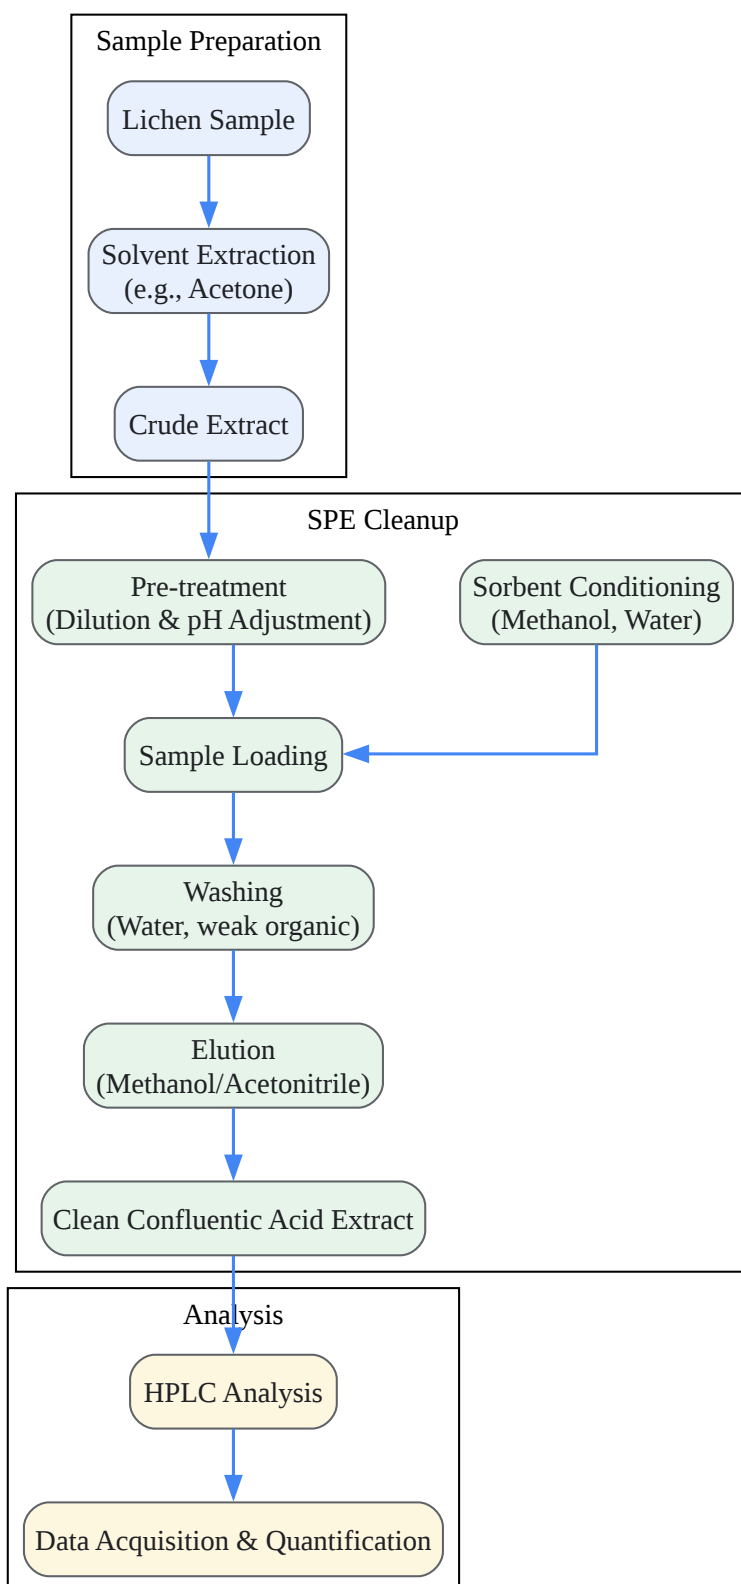 Sample Preparation
Lichen Sample
Solvent Extraction
(e.g., Acetone)
Crude Extract
SPE Cleanup
Pre-treatment
(Dilution & pH Adjustment)
Sorbent Conditioning
(Methanol, Water)
Sample Loading
Washing
(Water, weak organic)
Elution
(Methanol/Acetonitrile)
Clean Confluentic Acid Extract
Analysis
HPLC Analysis
Data Acquisition & Quantification